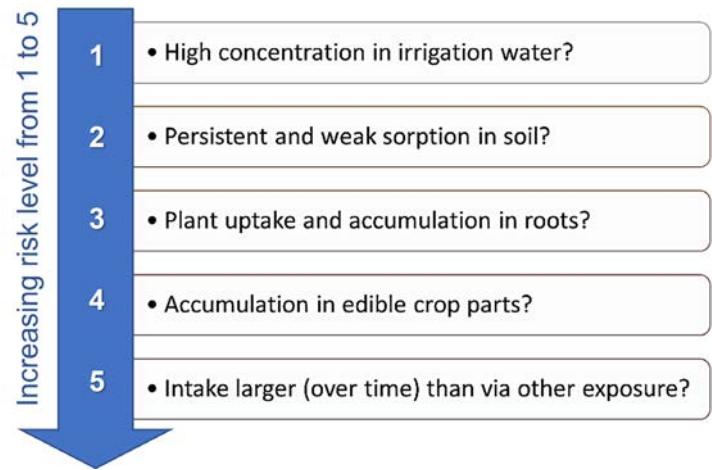 Increasing risk level from 1 to 5
1
• High concentration in irrigation water?
2
• Persistent and weak sorption in soil?
3
• Plant uptake and accumulation in roots?
4
• Accumulation in edible crop parts?
5
• Intake larger (over time) than via other exposure?